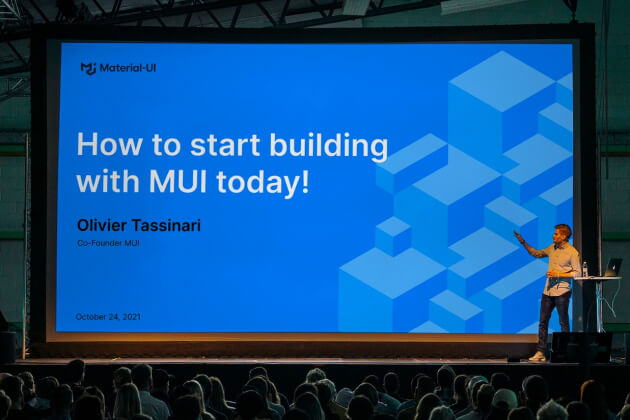 Material-UI
How to start building
with MUI today!
Olivier Tassinari
Co-Founder MUI
October 24, 2021